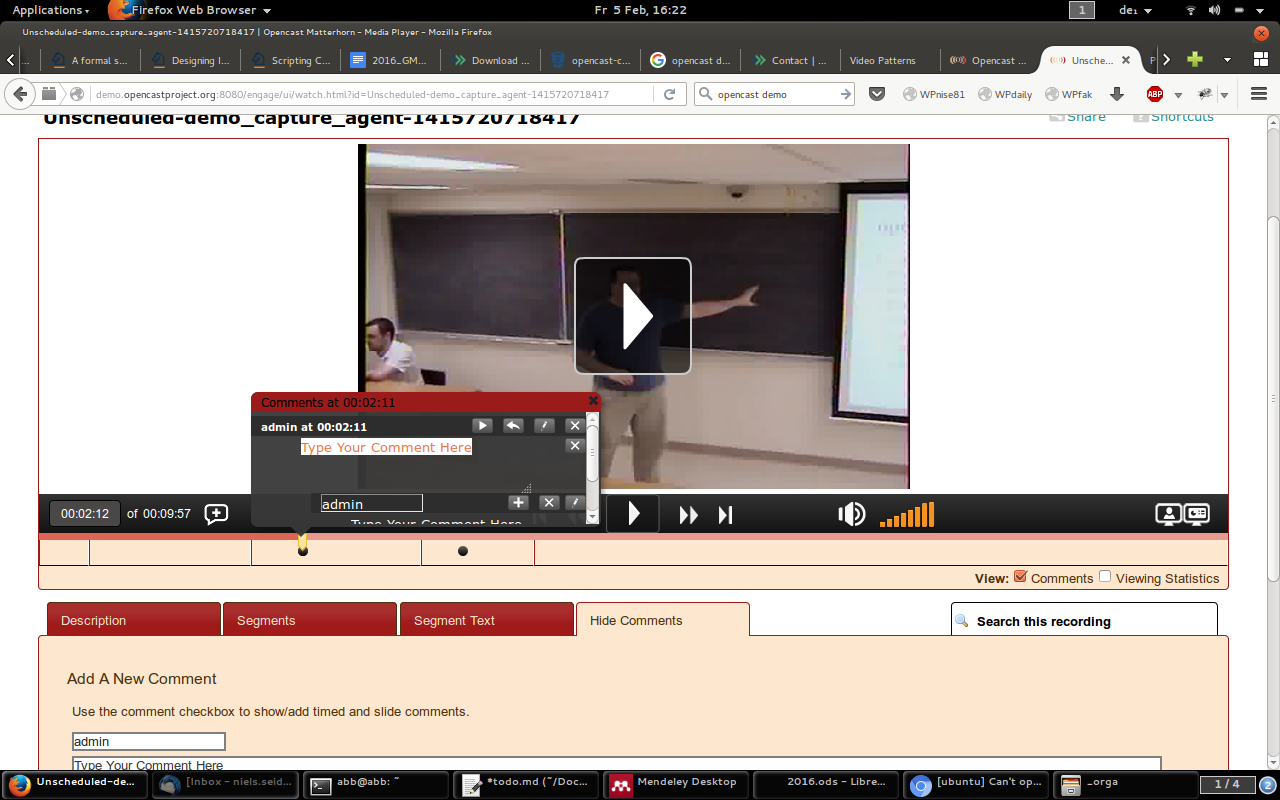 Applications
Firefox Web Browser
Fr 5 Feb, 16:22
1
de₁
Unscheduled-demo_capture_agent-1415720718417 | Opencast Matterhorn – Media Player – Mozilla Firefox
A formal s...
Designing I...
Scripting C...
2016_GM...
Download ...
opencast-c...
opencast d...
Contact | ...
Video Patterns
Opencast ...
Unsche...
P
demo.opencastproject.org:8080/engage/ui/watch.html?id=Unscheduled-demo_capture_agent-1415720718417
opencast demo
WPnise81
WPdaily
WPfak
ABP
Unscheduled-demo_capture_agent-1415720718417
Share
Shortcuts
Comments at 00:02:11
admin at 00:02:11
Type Your Comment Here
admin
Type Your Comment Here
00:02:12 of 00:09:57
View: Comments Viewing Statistics
Description
Segments
Segment Text
Hide Comments
Search this recording
Add A New Comment
Use the comment checkbox to show/add timed and slide comments.
admin
Type Your Comment Here
Unscheduled-de...
[Inbox – niels.seid...
abb@abb: ~
*todo.md (~/Doc...
Mendeley Desktop
2016.ods – Libre...
[ubuntu] Can't op...
_orga
1 / 4
2